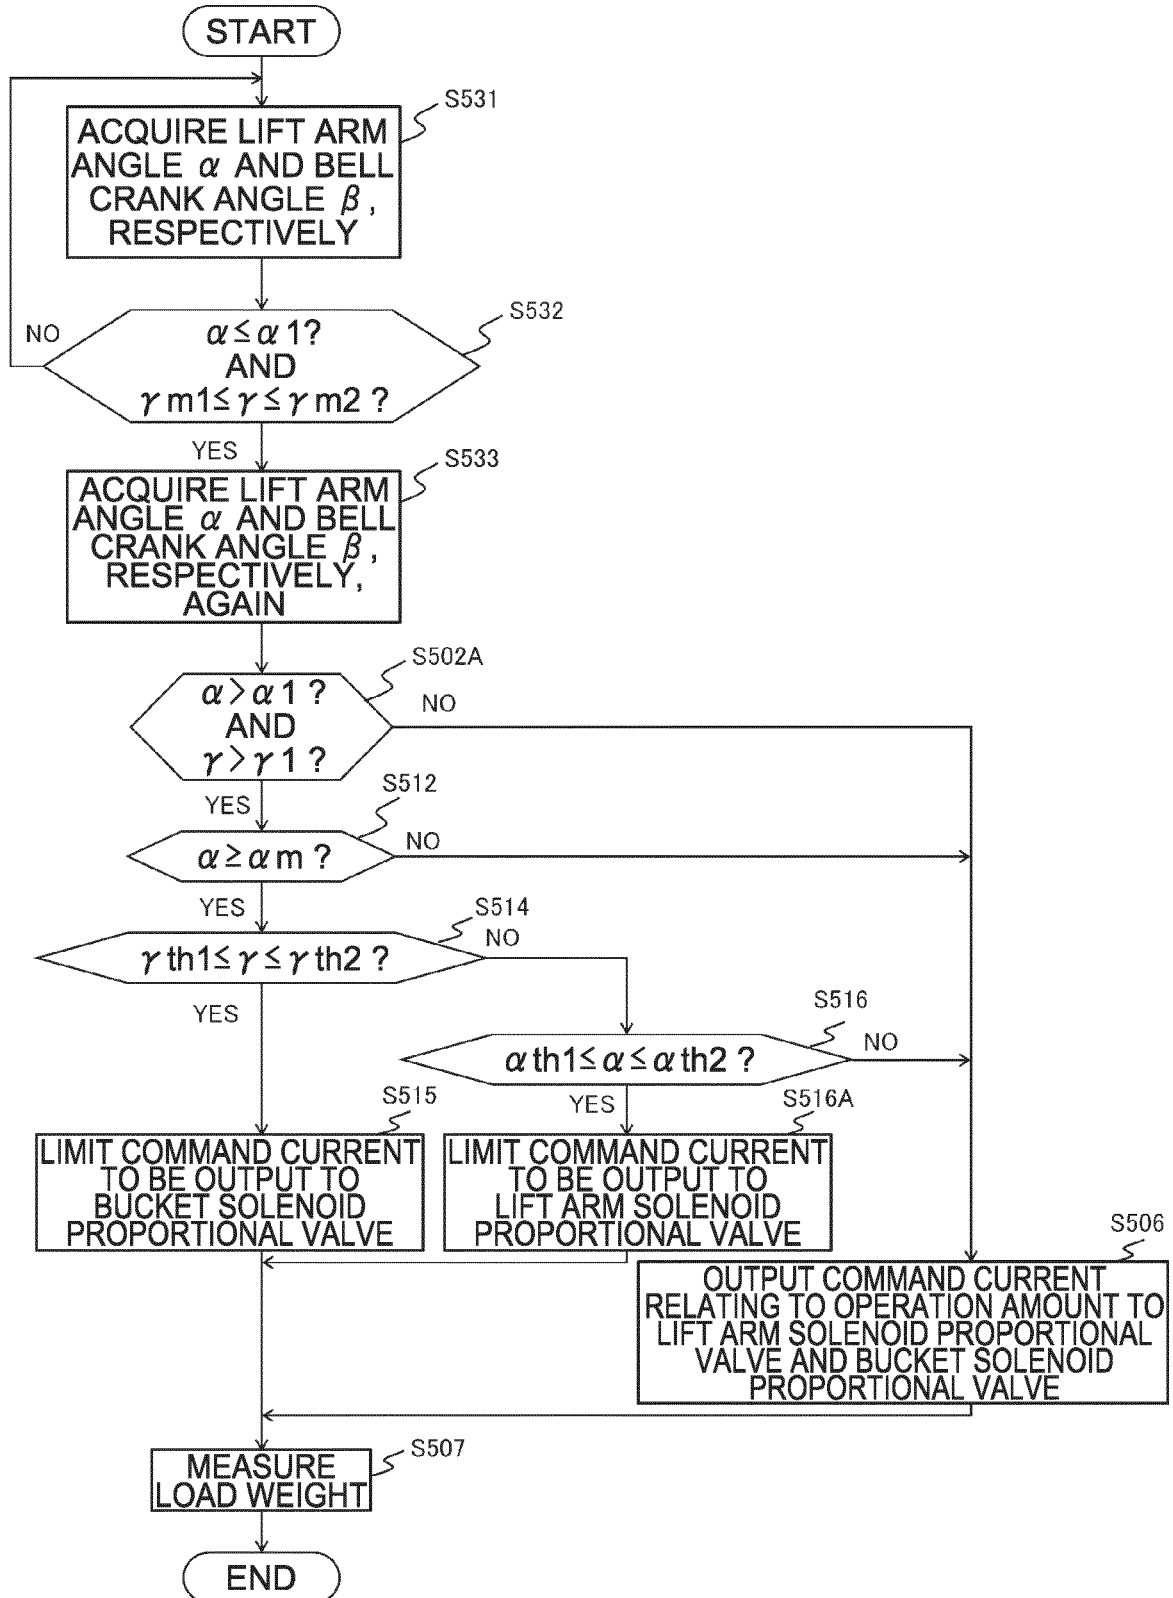 START
S531
ACQUIRE LIFT ARM
ANGLE α AND BELL
CRANK ANGLE β,
RESPECTIVELY
S532
NO
α≦α1?
AND
γm1≦γ≦γm2?
YES
S533
ACQUIRE LIFT ARM
ANGLE α AND BELL
CRANK ANGLE β,
RESPECTIVELY,
AGAIN
S502A
α>α1?
AND
γ>γ1?
NO
YES
S512
α≧αm?
NO
YES
S514
γth1≦γ≦γth2?
NO
YES
S516
αth1≦α≦αth2?
NO
YES
S515
LIMIT COMMAND CURRENT
TO BE OUTPUT TO
BUCKET SOLENOID
PROPORTIONAL VALVE
S516A
LIMIT COMMAND CURRENT
TO BE OUTPUT TO
LIFT ARM SOLENOID
PROPORTIONAL VALVE
S506
OUTPUT COMMAND CURRENT
RELATING TO OPERATION AMOUNT TO
LIFT ARM SOLENOID PROPORTIONAL
VALVE AND BUCKET SOLENOID
PROPORTIONAL VALVE
S507
MEASURE
LOAD WEIGHT
END